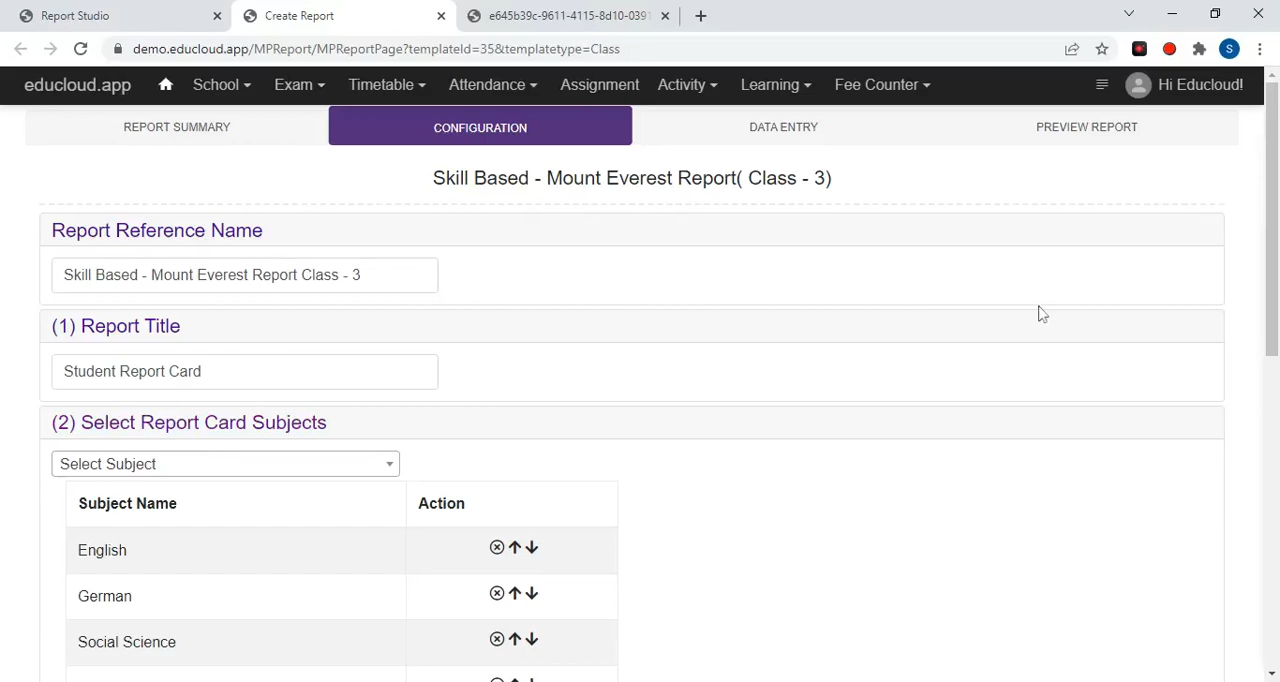 Report Studio
Create Report
e645b39c-9611-4115-8d10-0391
demo.educloud.app/MPReport/MPReportPage?templateId=35&templatetype=Class
S
educloud.app
School
Exam
Timetable
Attendance
Assignment
Activity
Learning
Fee Counter
Hi Educloud!
REPORT SUMMARY
CONFIGURATION
DATA ENTRY
PREVIEW REPORT
Skill Based - Mount Everest Report( Class - 3)
Report Reference Name
Skill Based - Mount Everest Report Class - 3
(1) Report Title
Student Report Card
(2) Select Report Card Subjects
Select Subject
Subject Name Action
English
German
Social Science